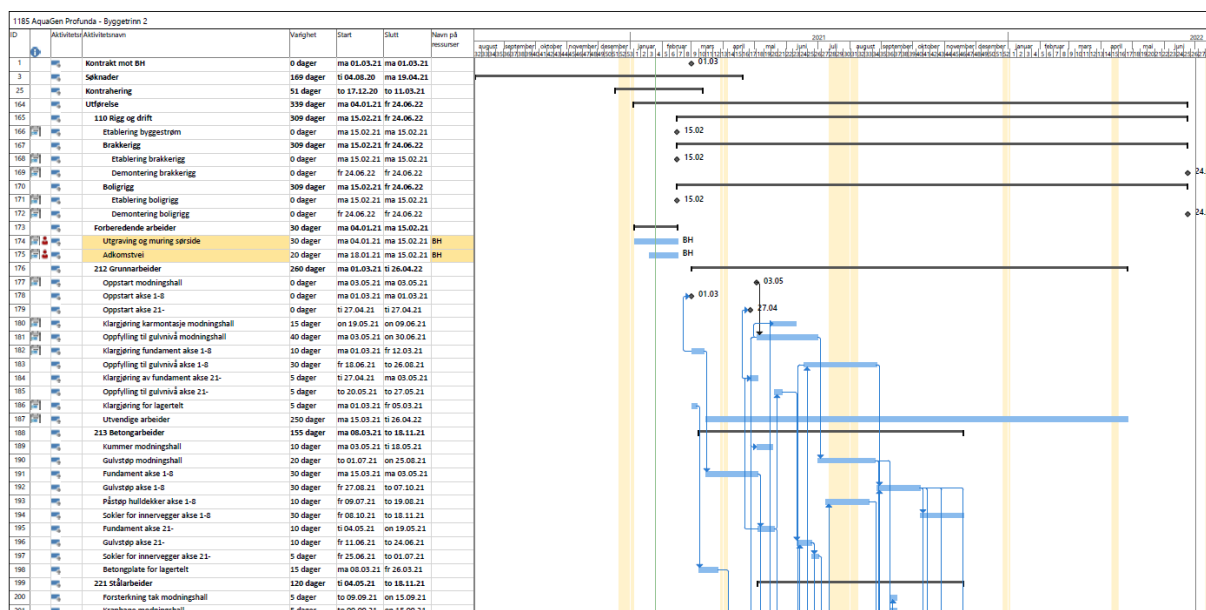 1185 AquaGen Profunda - Byggetrinn 2
ID Aktivitets Aktivitetsnavn Varighet Start Slutt Navn på ressurser
2021 2022
august september oktober november desember januar februar mars april mai juni juli august september oktober november desember januar februar mars april mai juni
1 Kontrakt mot BH 0 dager ma 01.03.21 ma 01.03.21 01.03
3 Søknader 169 dager ti 04.08.20 ma 19.04.21
25 Kontrahering 51 dager to 17.12.20 to 11.03.21
164 Utførelse 339 dager ma 04.01.21 fr 24.06.22
165 110 Rigg og drift 309 dager ma 15.02.21 fr 24.06.22
166 Etablering byggestrøm 0 dager ma 15.02.21 ma 15.02.21 15.02
167 Brakkerigg 309 dager ma 15.02.21 fr 24.06.22
168 Etablering brakkerigg 0 dager ma 15.02.21 ma 15.02.21 15.02
169 Demontering brakkerigg 0 dager fr 24.06.22 fr 24.06.22 24.
170 Boligrigg 309 dager ma 15.02.21 fr 24.06.22
171 Etablering boligrigg 0 dager ma 15.02.21 ma 15.02.21 15.02
172 Demontering boligrigg 0 dager fr 24.06.22 fr 24.06.22 24.
173 Forberedende arbeider 30 dager ma 04.01.21 ma 15.02.21
174 Utgraving og muring sørside 30 dager ma 04.01.21 ma 15.02.21 BH BH
175 Adkomstvei 20 dager ma 18.01.21 ma 15.02.21 BH BH
176 212 Grunnarbeider 260 dager ma 01.03.21 ti 26.04.22
177 Oppstart modningshall 0 dager ma 03.05.21 ma 03.05.21 03.05
178 Oppstart akse 1-8 0 dager ma 01.03.21 ma 01.03.21 01.03
179 Oppstart akse 21- 0 dager ti 27.04.21 ti 27.04.21 27.04
180 Klargjøring karmontasje modningshall 15 dager on 19.05.21 on 09.06.21
181 Oppfylling til gulvnivå modningshall 40 dager ma 03.05.21 on 30.06.21
182 Klargjøring fundament akse 1-8 10 dager ma 01.03.21 fr 12.03.21
183 Oppfylling til gulvnivå akse 1-8 30 dager fr 18.06.21 to 26.08.21
184 Klargjøring av fundament akse 21- 5 dager ti 27.04.21 ma 03.05.21
185 Oppfylling til gulvnivå akse 21- 5 dager to 20.05.21 to 27.05.21
186 Klargjøring for lagertelt 5 dager ma 01.03.21 fr 05.03.21
187 Utvendige arbeider 250 dager ma 15.03.21 ti 26.04.22
188 213 Betongarbeider 155 dager ma 08.03.21 to 18.11.21
189 Kummer modningshall 10 dager ma 03.05.21 ti 18.05.21
190 Gulvstøp modningshall 20 dager to 01.07.21 on 25.08.21
191 Fundament akse 1-8 30 dager ma 15.03.21 ma 03.05.21
192 Gulvstøp akse 1-8 30 dager fr 27.08.21 to 07.10.21
193 Påstøp hulldekker akse 1-8 10 dager fr 09.07.21 to 19.08.21
194 Sokler for innervegger akse 1-8 30 dager fr 08.10.21 to 18.11.21
195 Fundament akse 21- 10 dager ti 04.05.21 on 19.05.21
196 Gulvstøp akse 21- 10 dager fr 11.06.21 to 24.06.21
197 Sokler for innervegger akse 21- 5 dager fr 25.06.21 to 01.07.21
198 Betongplate for lagertelt 15 dager ma 08.03.21 fr 26.03.21
199 221 Stålarbeider 120 dager ti 04.05.21 to 18.11.21
200 Forsterkning tak modningshall 5 dager to 09.09.21 on 15.09.21